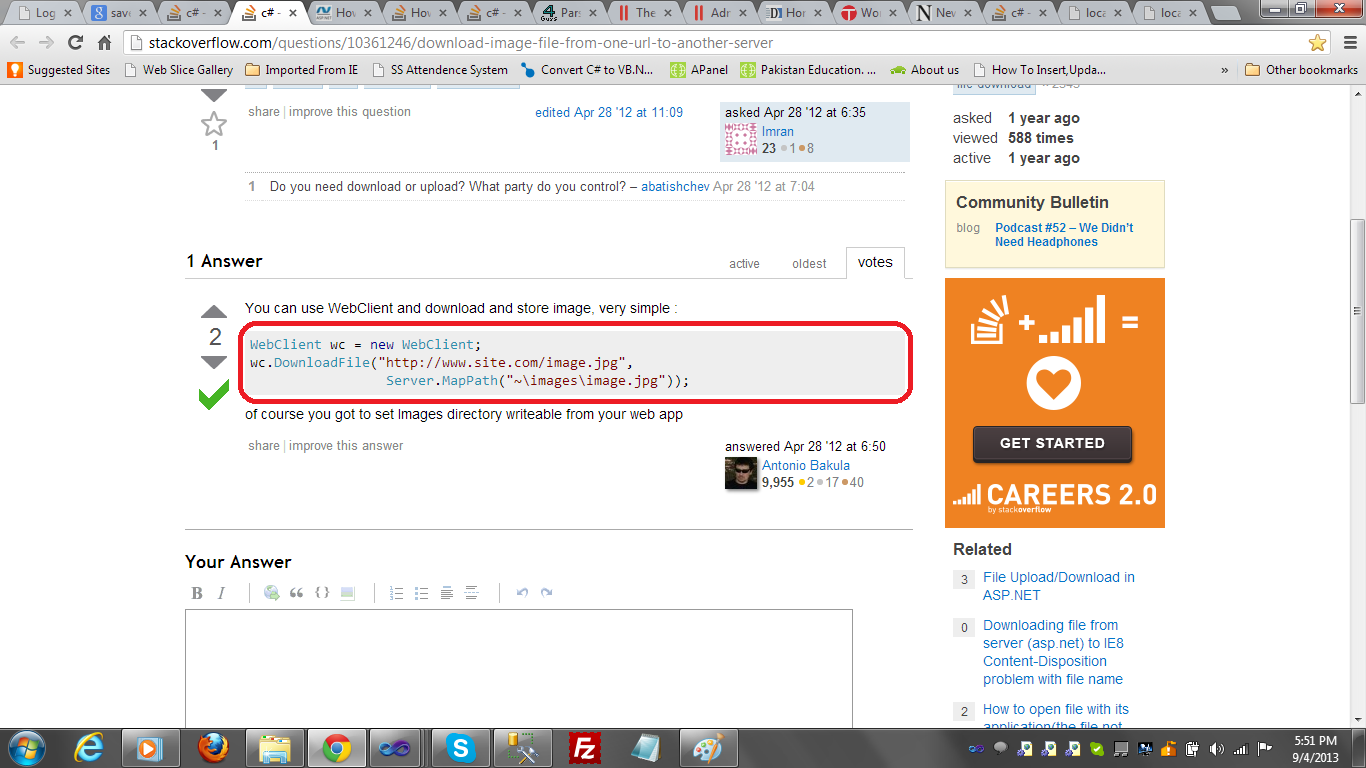 Log
save
c# -
c# -
How
How
c# -
Pars
The
Adr
Hor
Wor
New
c# -
loca
loca
stackoverflow.com/questions/10361246/download-image-file-from-one-url-to-another-server
Suggested Sites
Web Slice Gallery
Imported From IE
SS Attendence System
Convert C# to VB.N...
APanel
Pakistan Education. ...
About us
How To Insert,Upda...
»
Other bookmarks
share | improve this question
edited Apr 28 '12 at 11:09
asked Apr 28 '12 at 6:35
Imran
23 ●1 ●8
1
1 Do you need download or upload? What party do you control? – abatishchev Apr 28 '12 at 7:04
1 Answer
active oldest votes
You can use WebClient and download and store image, very simple :
2
WebClient wc = new WebClient;
wc.DownloadFile("http://www.site.com/image.jpg",
Server.MapPath("~\images\image.jpg"));
of course you got to set Images directory writeable from your web app
share | improve this answer
answered Apr 28 '12 at 6:50
Antonio Bakula
9,955 ●2 ●17 ●40
Your Answer
B I
asked 1 year ago
viewed 588 times
active 1 year ago
Community Bulletin
blog Podcast #52 – We Didn't
Need Headphones
+ =
GET STARTED
CAREERS 2.0
by stackoverflow
Related
3 File Upload/Download in
ASP.NET
0 Downloading file from
server (asp.net) to IE8
Content-Disposition
problem with file name
2 How to open file with its
application(the file not
5:51 PM
9/4/2013